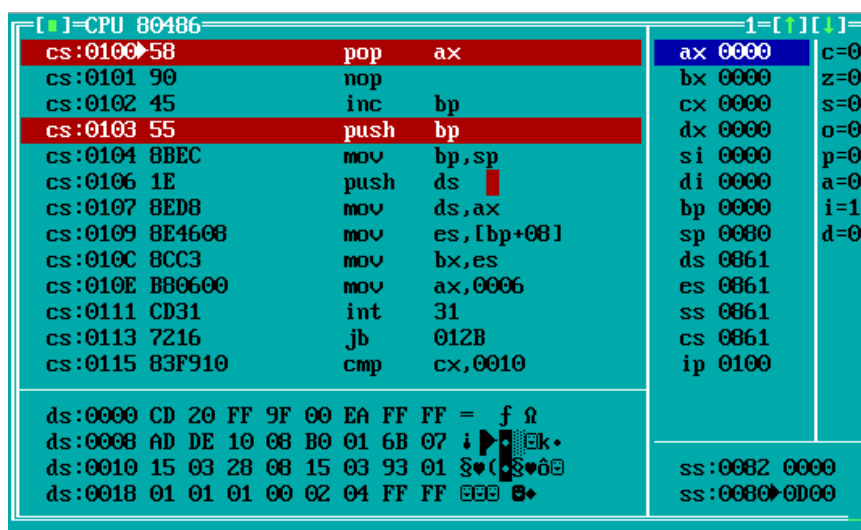 [■]=CPU 80486 1=[↑][↓]=
cs:0100►58 pop ax
cs:0101 90 nop
cs:0102 45 inc bp
cs:0103 55 push bp
cs:0104 8BEC mov bp,sp
cs:0106 1E push ds
cs:0107 8ED8 mov ds,ax
cs:0109 8E4608 mov es,[bp+08]
cs:010C 8CC3 mov bx,es
cs:010E B80600 mov ax,0006
cs:0111 CD31 int 31
cs:0113 7216 jb 012B
cs:0115 83F910 cmp cx,0010
ax 0000 c=0
bx 0000 z=0
cx 0000 s=0
dx 0000 o=0
si 0000 p=0
di 0000 a=0
bp 0000 i=1
sp 0080 d=0
ds 0861
es 0861
ss 0861
cs 0861
ip 0100
ds:0000 CD 20 FF 9F 00 EA FF FF = ƒ Ω
ds:0008 AD DE 10 08 B0 01 6B 07 ¡▐►◘░☺k•
ds:0010 15 03 28 08 15 03 93 01 §♥(◘§♥ô☺
ds:0018 01 01 01 00 02 04 FF FF ☺☺☺ ☻♦
ss:0082 0000
ss:0080►0D00